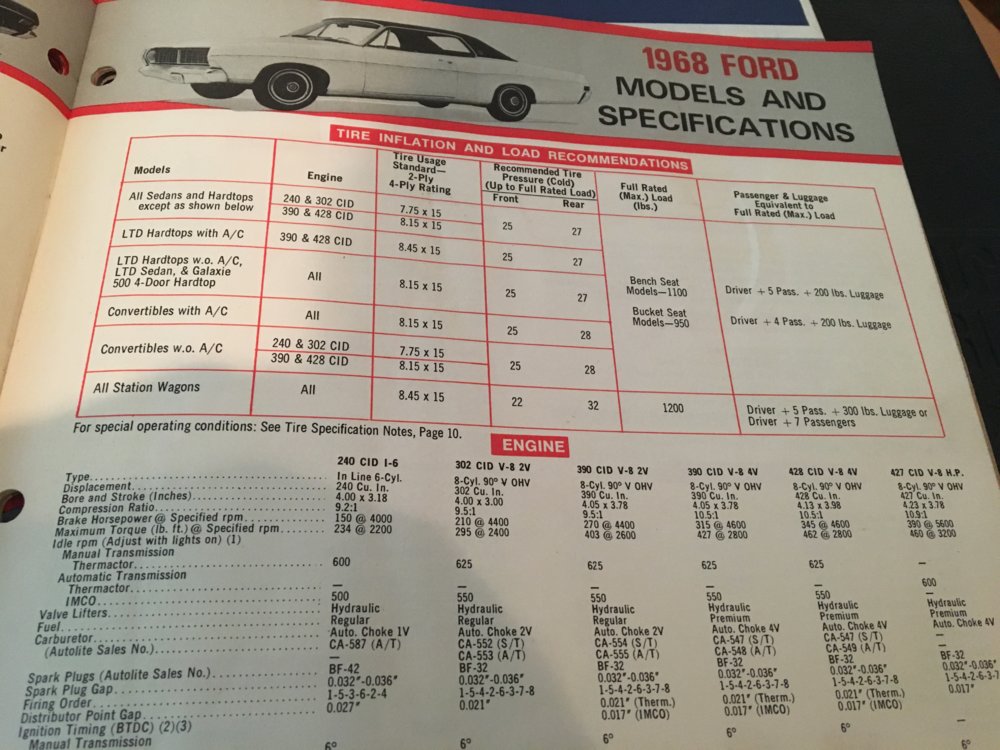 1968 FORD
MODELS AND
SPECIFICATIONS
TIRE INFLATION AND LOAD RECOMMENDATIONS
Models Engine Tire Usage Standard— 2-Ply 4-Ply Rating Recommended Tire Pressure (Cold) (Up to Full Rated Load) Front Rear Full Rated (Max.) Load (lbs.) Passenger & Luggage Equivalent to Full Rated (Max.) Load
All Sedans and Hardtops except as shown below 240 & 302 CID 7.75 x 15 25 27
390 & 428 CID 8.15 x 15
LTD Hardtops with A/C 390 & 428 CID 8.45 x 15 25 27
LTD Hardtops w.o. A/C, LTD Sedan, & Galaxie 500 4-Door Hardtop All 8.15 x 15 25 27
Bench Seat Models—1100 Driver + 5 Pass. + 200 lbs. Luggage
Bucket Seat Models—950 Driver + 4 Pass. + 200 lbs. Luggage
Convertibles with A/C All 8.15 x 15 25 28
Convertibles w.o. A/C 240 & 302 CID 7.75 x 15 25 28
390 & 428 CID 8.15 x 15
All Station Wagons All 8.45 x 15 22 32 1200 Driver + 5 Pass. + 300 lbs. Luggage or Driver + 7 Passengers
For special operating conditions: See Tire Specification Notes, Page 10.
ENGINE
240 CID I-6 302 CID V-8 2V 390 CID V-8 2V 390 CID V-8 4V 428 CID V-8 4V 427 CID V-8 H.P.
Type In Line 6-Cyl. 8-Cyl. 90° V OHV 8-Cyl. 90° V OHV 8-Cyl. 90° V OHV 8-Cyl. 90° V OHV 8-Cyl. 90° V OHV
Displacement 240 Cu. In. 302 Cu. In. 390 Cu. In. 390 Cu. In. 428 Cu. In. 427 Cu. In.
Bore and Stroke (Inches) 4.00 x 3.18 4.00 x 3.00 4.05 x 3.78 4.05 x 3.78 4.13 x 3.98 4.23 x 3.78
Compression Ratio 9.2:1 9.5:1 9.5:1 10.5:1 10.5:1 10.9:1
Brake Horsepower @ Specified rpm 150 @ 4000 210 @ 4400 270 @ 4400 315 @ 4600 345 @ 4600 390 @ 5600
Maximum Torque (lb. ft.) @ Specified rpm 234 @ 2200 295 @ 2400 403 @ 2600 427 @ 2800 462 @ 2800 460 @ 3200
Idle rpm (Adjust with lights on) (1)
Manual Transmission
Thermactor 600 625 625 625 625 —
Automatic Transmission
Thermactor — — — — — 600
IMCO 500 550 550 550 550 —
Valve Lifters Hydraulic Hydraulic Hydraulic Hydraulic Hydraulic Hydraulic
Fuel Regular Regular Regular Premium Premium Premium
Carburetor Auto. Choke 1V Auto. Choke 2V Auto. Choke 2V Auto. Choke 4V Auto. Choke 4V Auto. Choke 4V
(Autolite Sales No.) CA-587 (A/T) CA-552 (S/T) CA-554 (S/T) CA-547 (S/T) CA-547 (S/T) —
— CA-553 (A/T) CA-555 (A/T) CA-548 (A/T) CA-549 (A/T)
Spark Plugs (Autolite Sales No.) BF-42 BF-32 BF-32 BF-32 BF-32 BF-32
Spark Plug Gap 0.032″-0.036″ 0.032″-0.036″ 0.032″-0.036″ 0.032″-0.036″ 0.032″-0.036″ 0.032″-0.036″
Firing Order 1-5-3-6-2-4 1-5-4-2-6-3-7-8 1-5-4-2-6-3-7-8 1-5-4-2-6-3-7-8 1-5-4-2-6-3-7-8 1-5-4-2-6-3-7
Distributor Point Gap 0.027″ 0.021″ 0.021″ (Therm.) 0.021″ (Therm.) 0.021″ (Therm.) 0.017″
0.017″ (IMCO) 0.017″ (IMCO) 0.017″ (IMCO)
Ignition Timing (BTDC) (2)(3)
Manual Transmission 6° 6° 6° 6° 6° —
6°